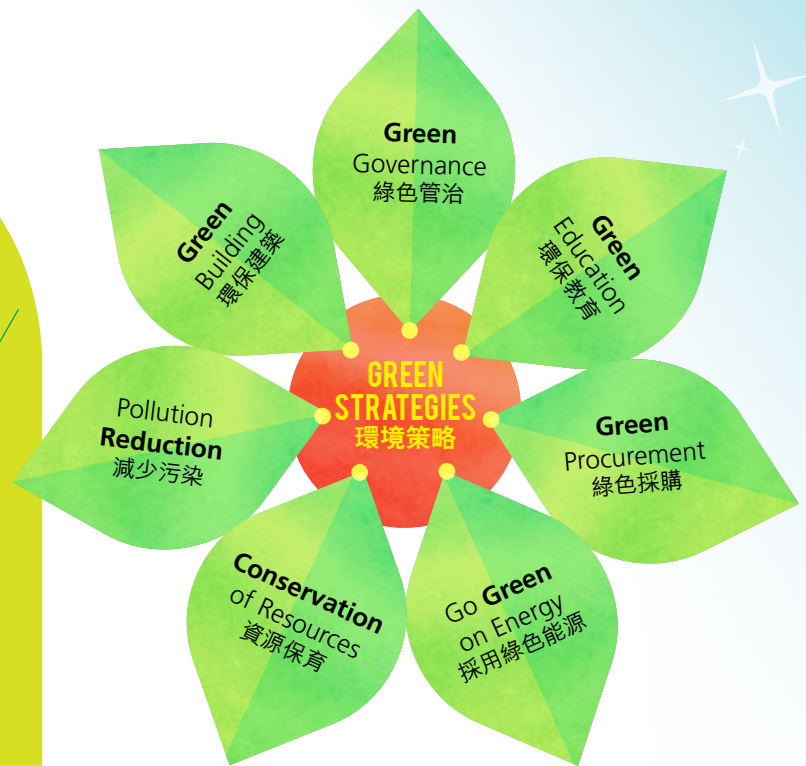 Green
Governance
綠色管治
Green
Education
環保教育
Green
Procurement
綠色採購
Go Green
on Energy
採用綠色能源
Conservation
of Resources
資源保育
Pollution
Reduction
減少污染
Green
Building
環保建築
GREEN
STRATEGIES
環境策略